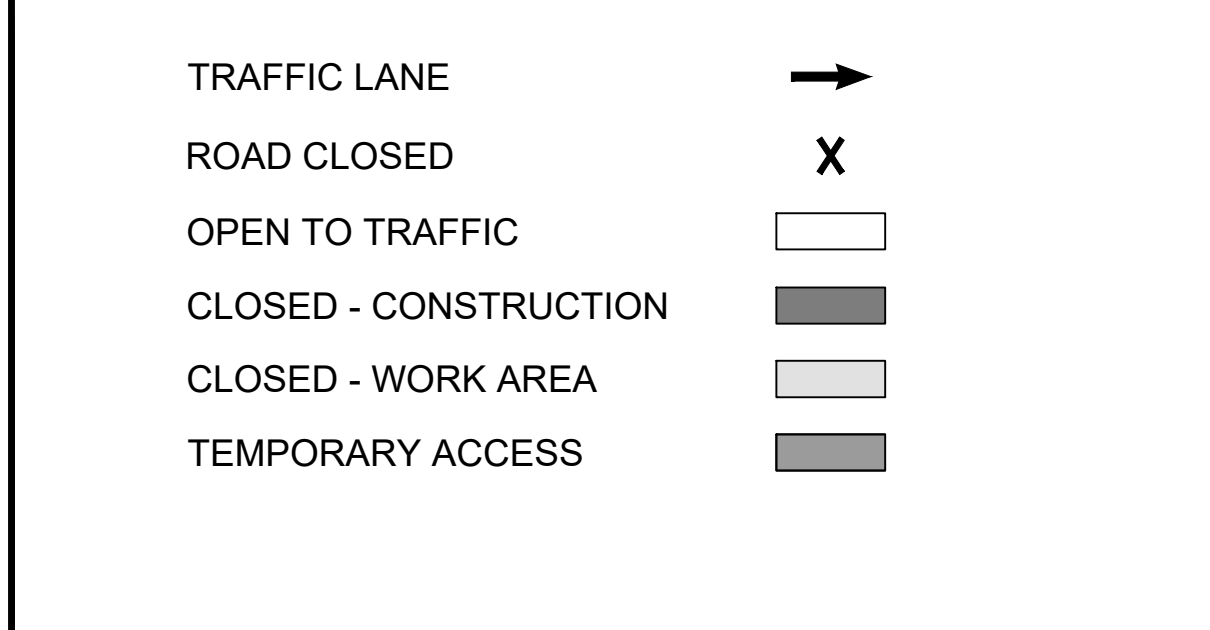 TRAFFIC LANE
ROAD CLOSED
OPEN TO TRAFFIC
CLOSED - CONSTRUCTION
CLOSED - WORK AREA
TEMPORARY ACCESS